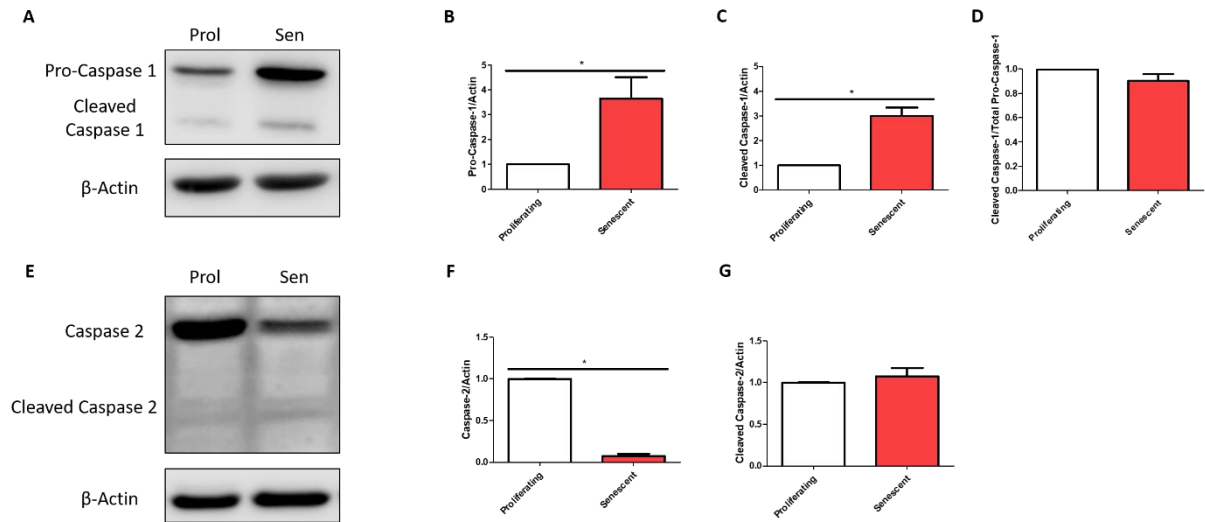 A
Prol Sen
Pro-Caspase 1
Cleaved
Caspase 1
β-Actin
B
*
Pro-Caspase-1/Actin
5
4
3
2
1
0
Proliferating
Senescent
C
*
Cleaved Caspase-1/Actin
5
4
3
2
1
0
Proliferating
Senescent
D
Cleaved Caspase-1/Total Pro-Caspase-1
1.0
0.8
0.6
0.4
0.2
0.0
Proliferating
Senescent
E
Prol Sen
Caspase 2
Cleaved Caspase 2
β-Actin
F
*
Caspase-2/Actin
1.5
1.0
0.5
0.0
Proliferating
Senescent
G
Cleaved Caspase-2/Actin
1.5
1.0
0.5
0.0
Proliferating
Senescent